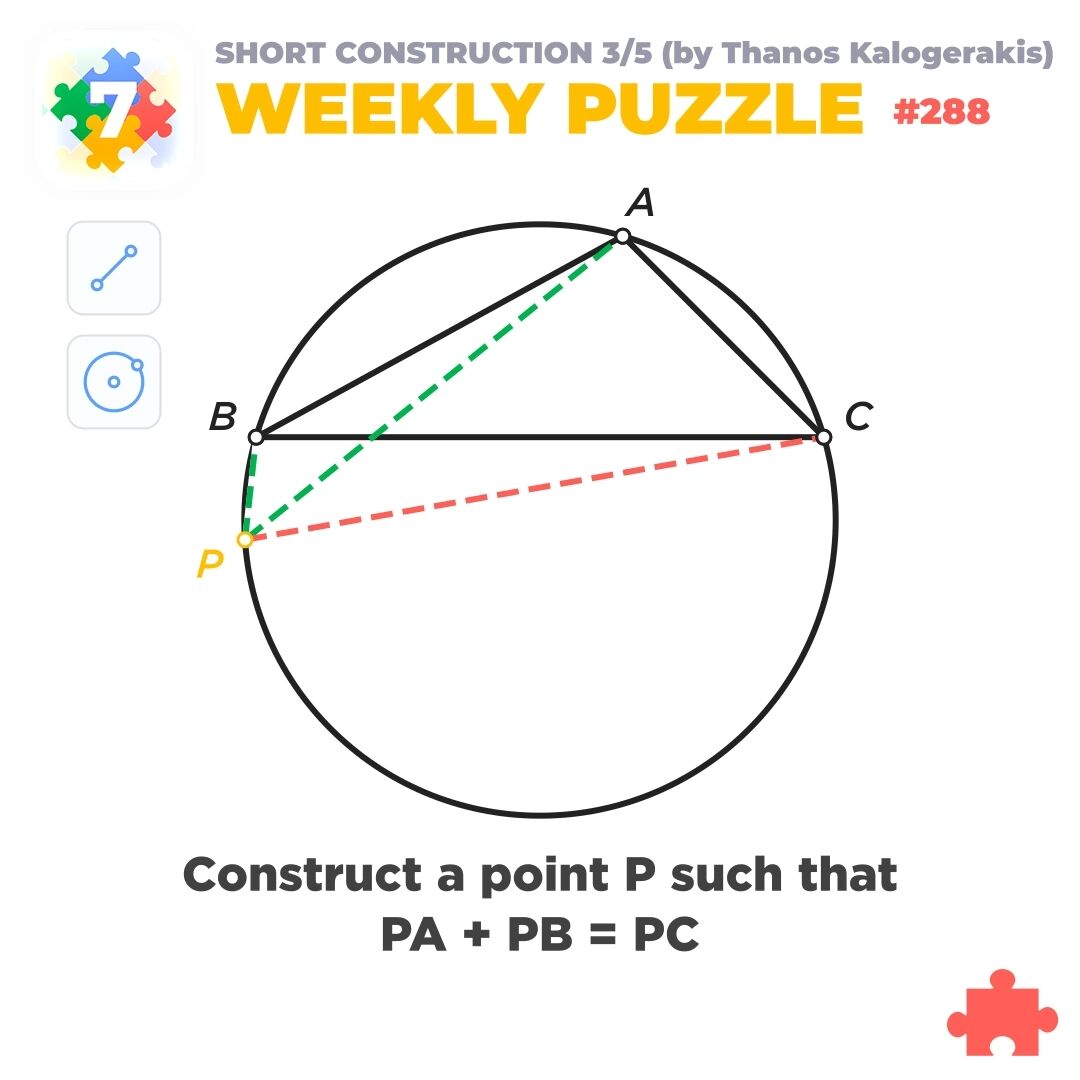 SHORT CONSTRUCTION 3/5 (by Thanos Kalogerakis)
7
WEEKLY PUZZLE #288
A
B
C
P
Construct a point P such that
PA + PB = PC